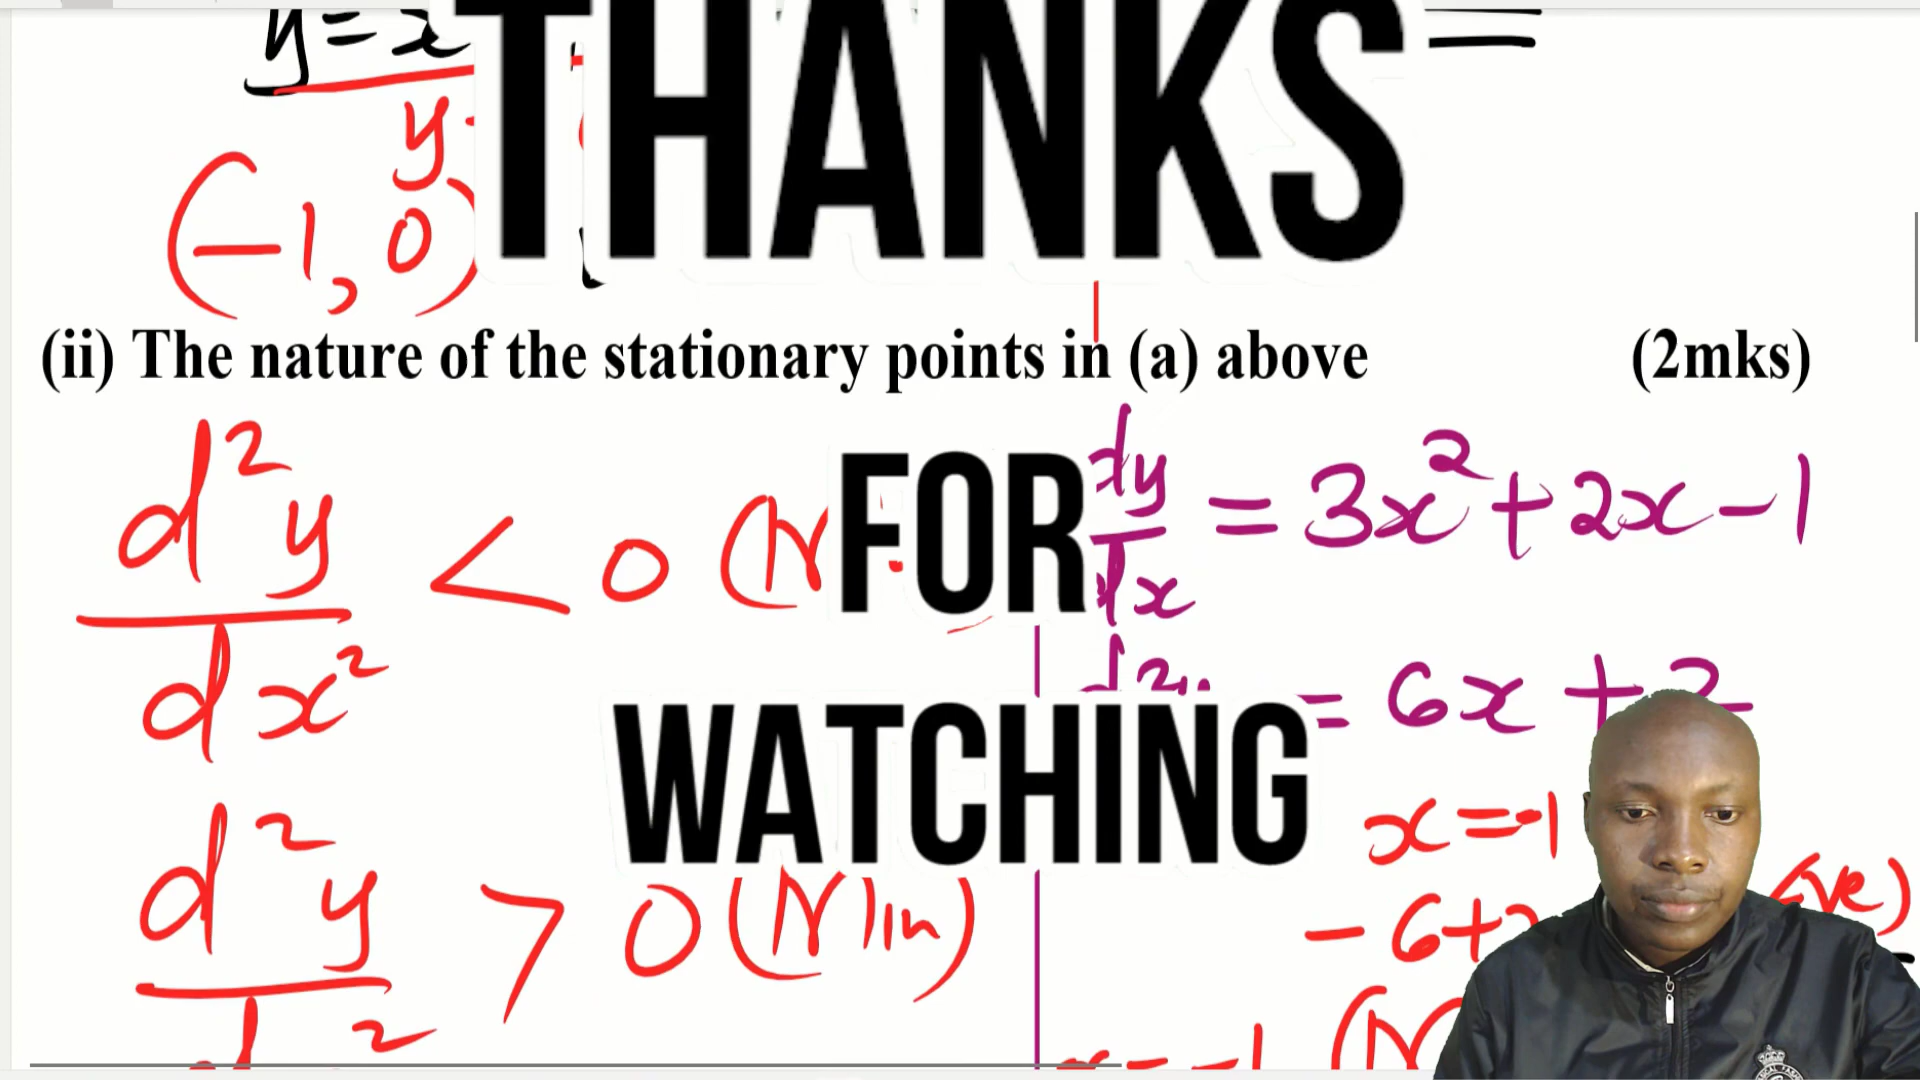 y=x
THANKS
y
(-1, 0)
(ii) The nature of the stationary points in (a) above (2mks)
d²y/dx² < 0
FOR
dy/dx = 3x²+2x-1
= 6x + 2
WATCHING
x=-1
d²y > 0 (Min)
-6+2
x=-1